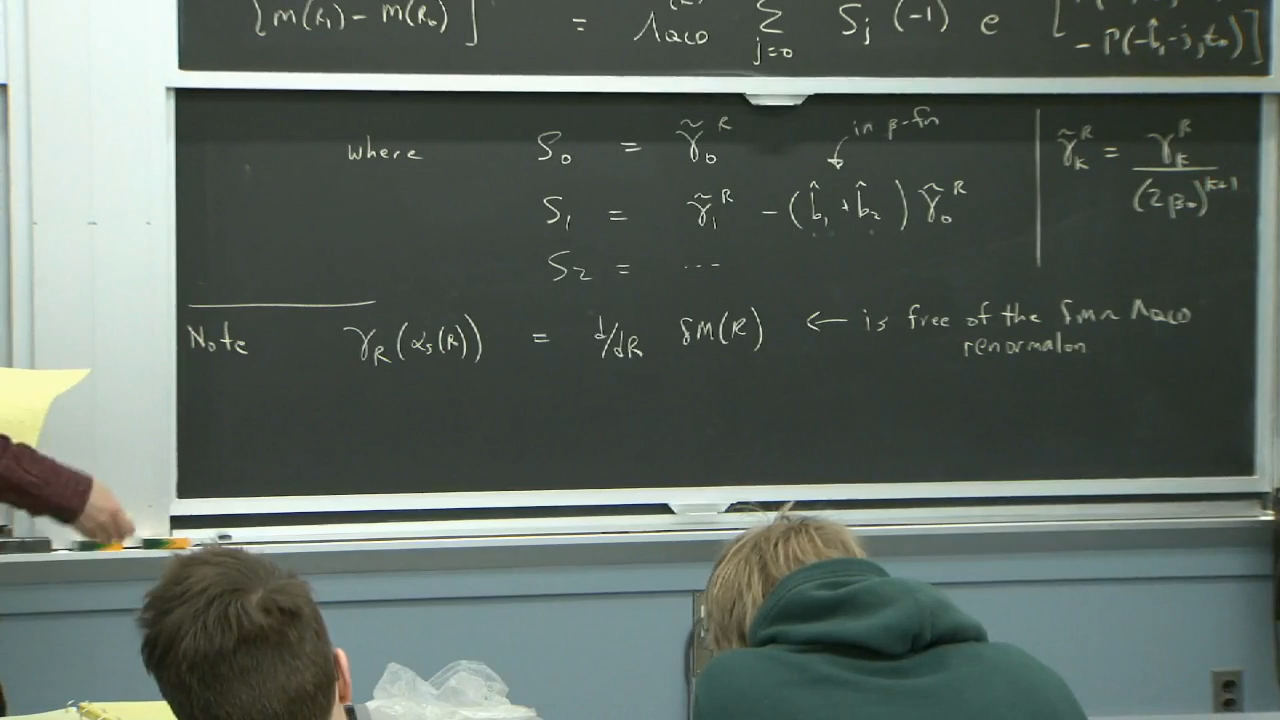 [m(R₁) - m(R₀)] = Λ_QCD ∑_{j=0} S_j (-1) e [
- Γ(-b̂₁-j, t₀)]
where S₀ = γ̃₀^R
in β-fn
S₁ = γ̃₁^R - (b̂₁ + b̂₂) γ̃₀^R
S₂ = ...
γ̃_k^R = γ_k^R / (2β₀)^{k+1}
Note γ_R(α_s(R)) = d/dR δm(R) ← is free of the δm ~ Λ_QCD
renormalon